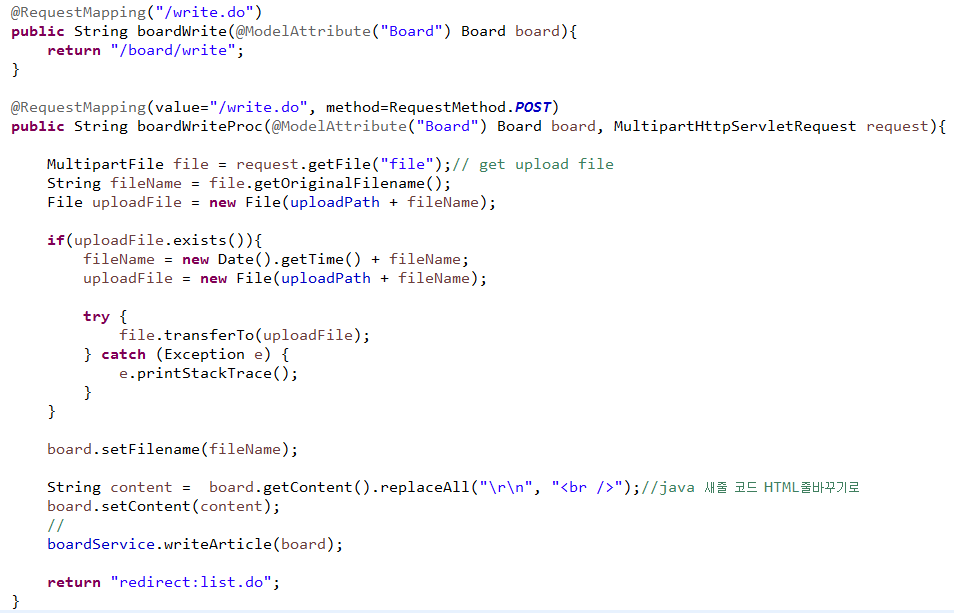 @RequestMapping("/write.do")
public String boardWrite(@ModelAttribute("Board") Board board){
    return "/board/write";
}

@RequestMapping(value="/write.do", method=RequestMethod.POST)
public String boardWriteProc(@ModelAttribute("Board") Board board, MultipartHttpServletRequest request){

    MultipartFile file = request.getFile("file");// get upload file
    String fileName = file.getOriginalFilename();
    File uploadFile = new File(uploadPath + fileName);

    if(uploadFile.exists()){
        fileName = new Date().getTime() + fileName;
        uploadFile = new File(uploadPath + fileName);

        try {
            file.transferTo(uploadFile);
        } catch (Exception e) {
            e.printStackTrace();
        }
    }

    board.setFilename(fileName);

    String content =  board.getContent().replaceAll("\r\n", "<br />");//java 새줄 코드 HTML줄바꾸기로
    board.setContent(content);
    //
    boardService.writeArticle(board);

    return "redirect:list.do";
}